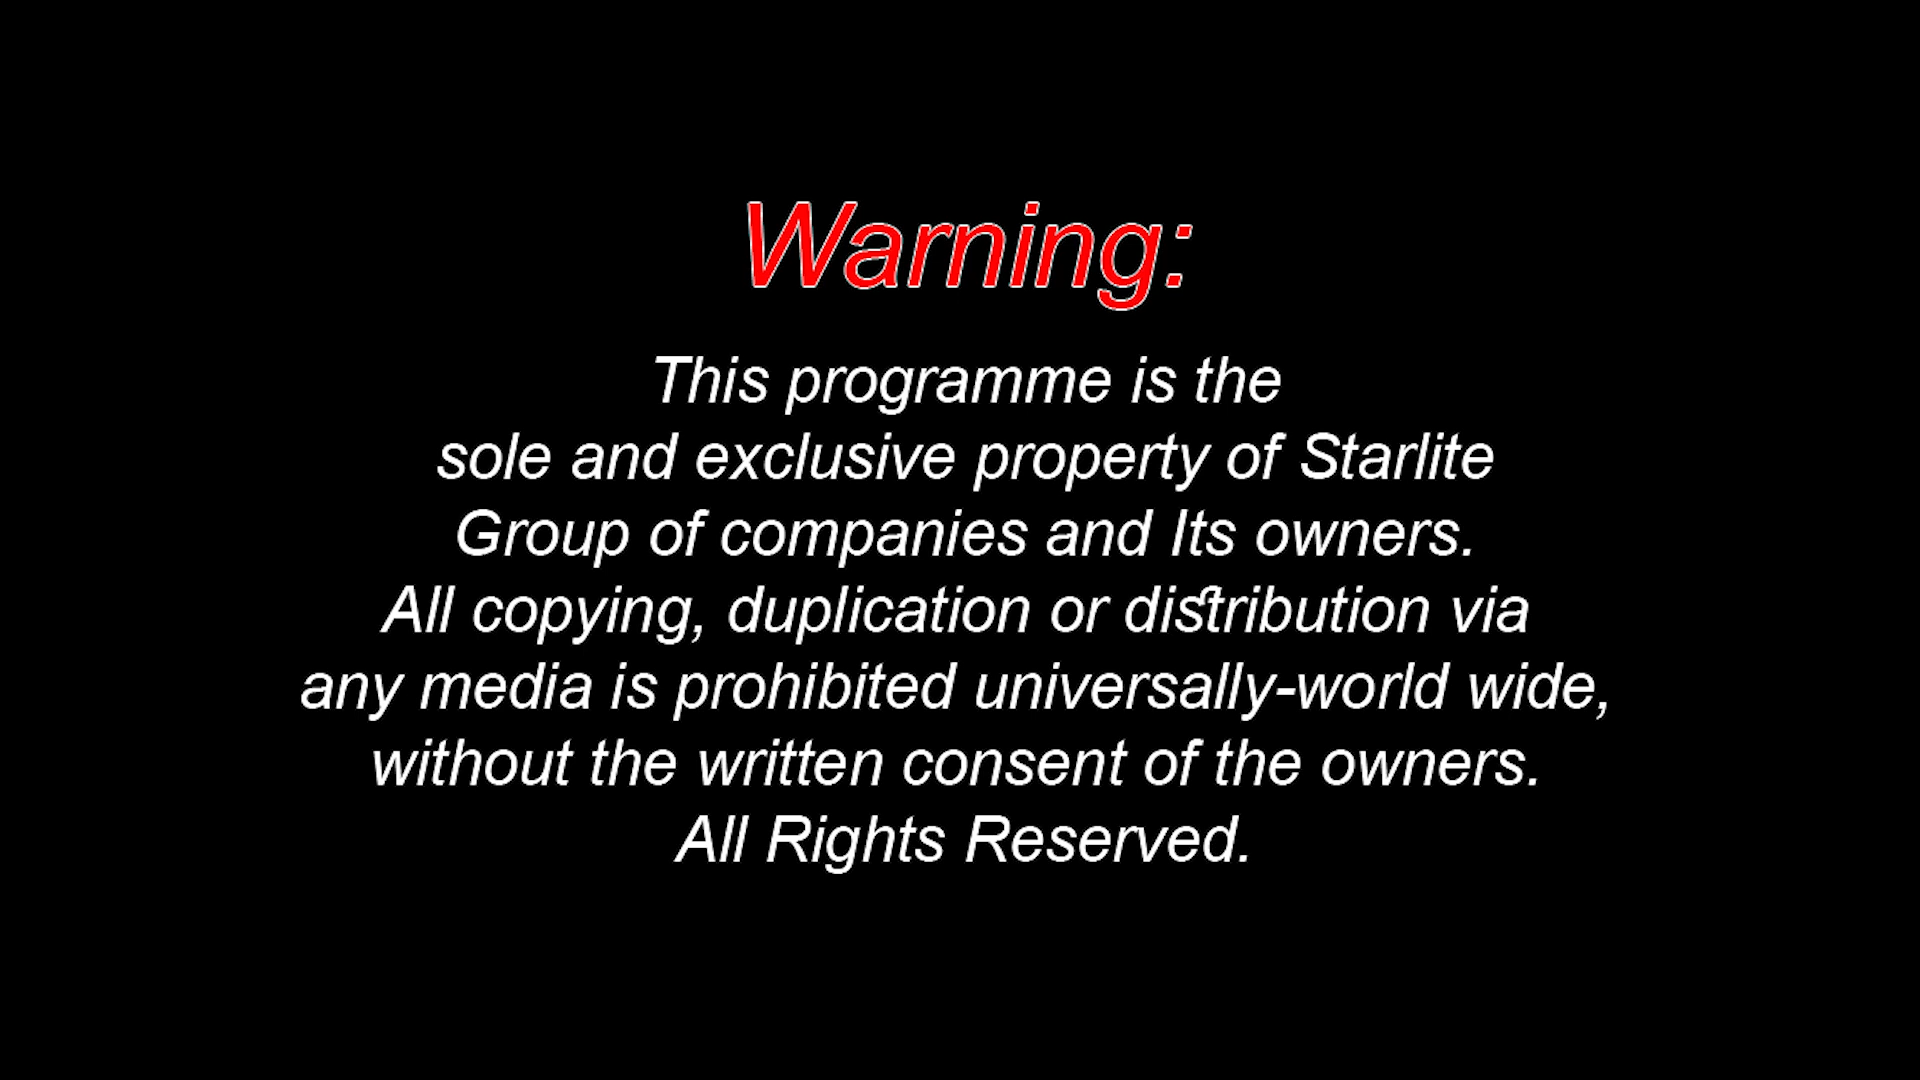 Warning:
This programme is the
sole and exclusive property of Starlite
Group of companies and Its owners.
All copying, duplication or distribution via
any media is prohibited universally-world wide,
without the written consent of the owners.
All Rights Reserved.